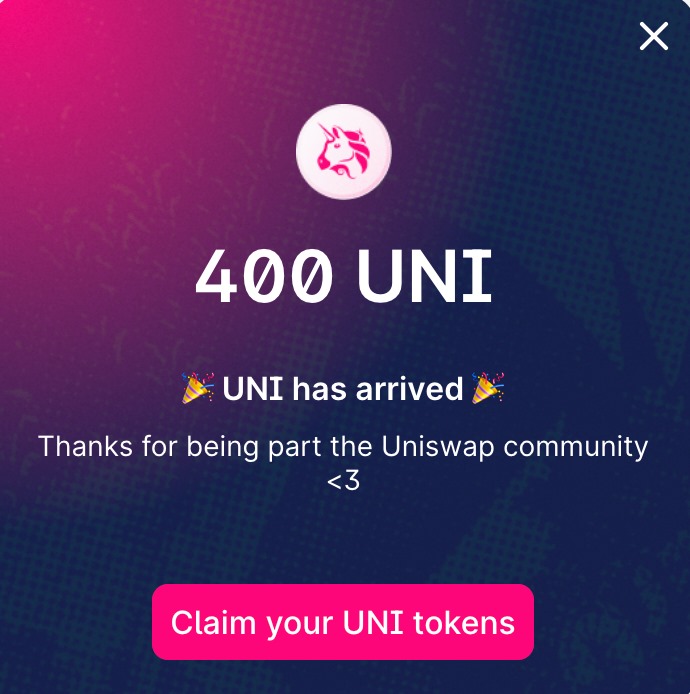 400 UNI
🎉 UNI has arrived 🎉
Thanks for being part the Uniswap community
<3
Claim your UNI tokens